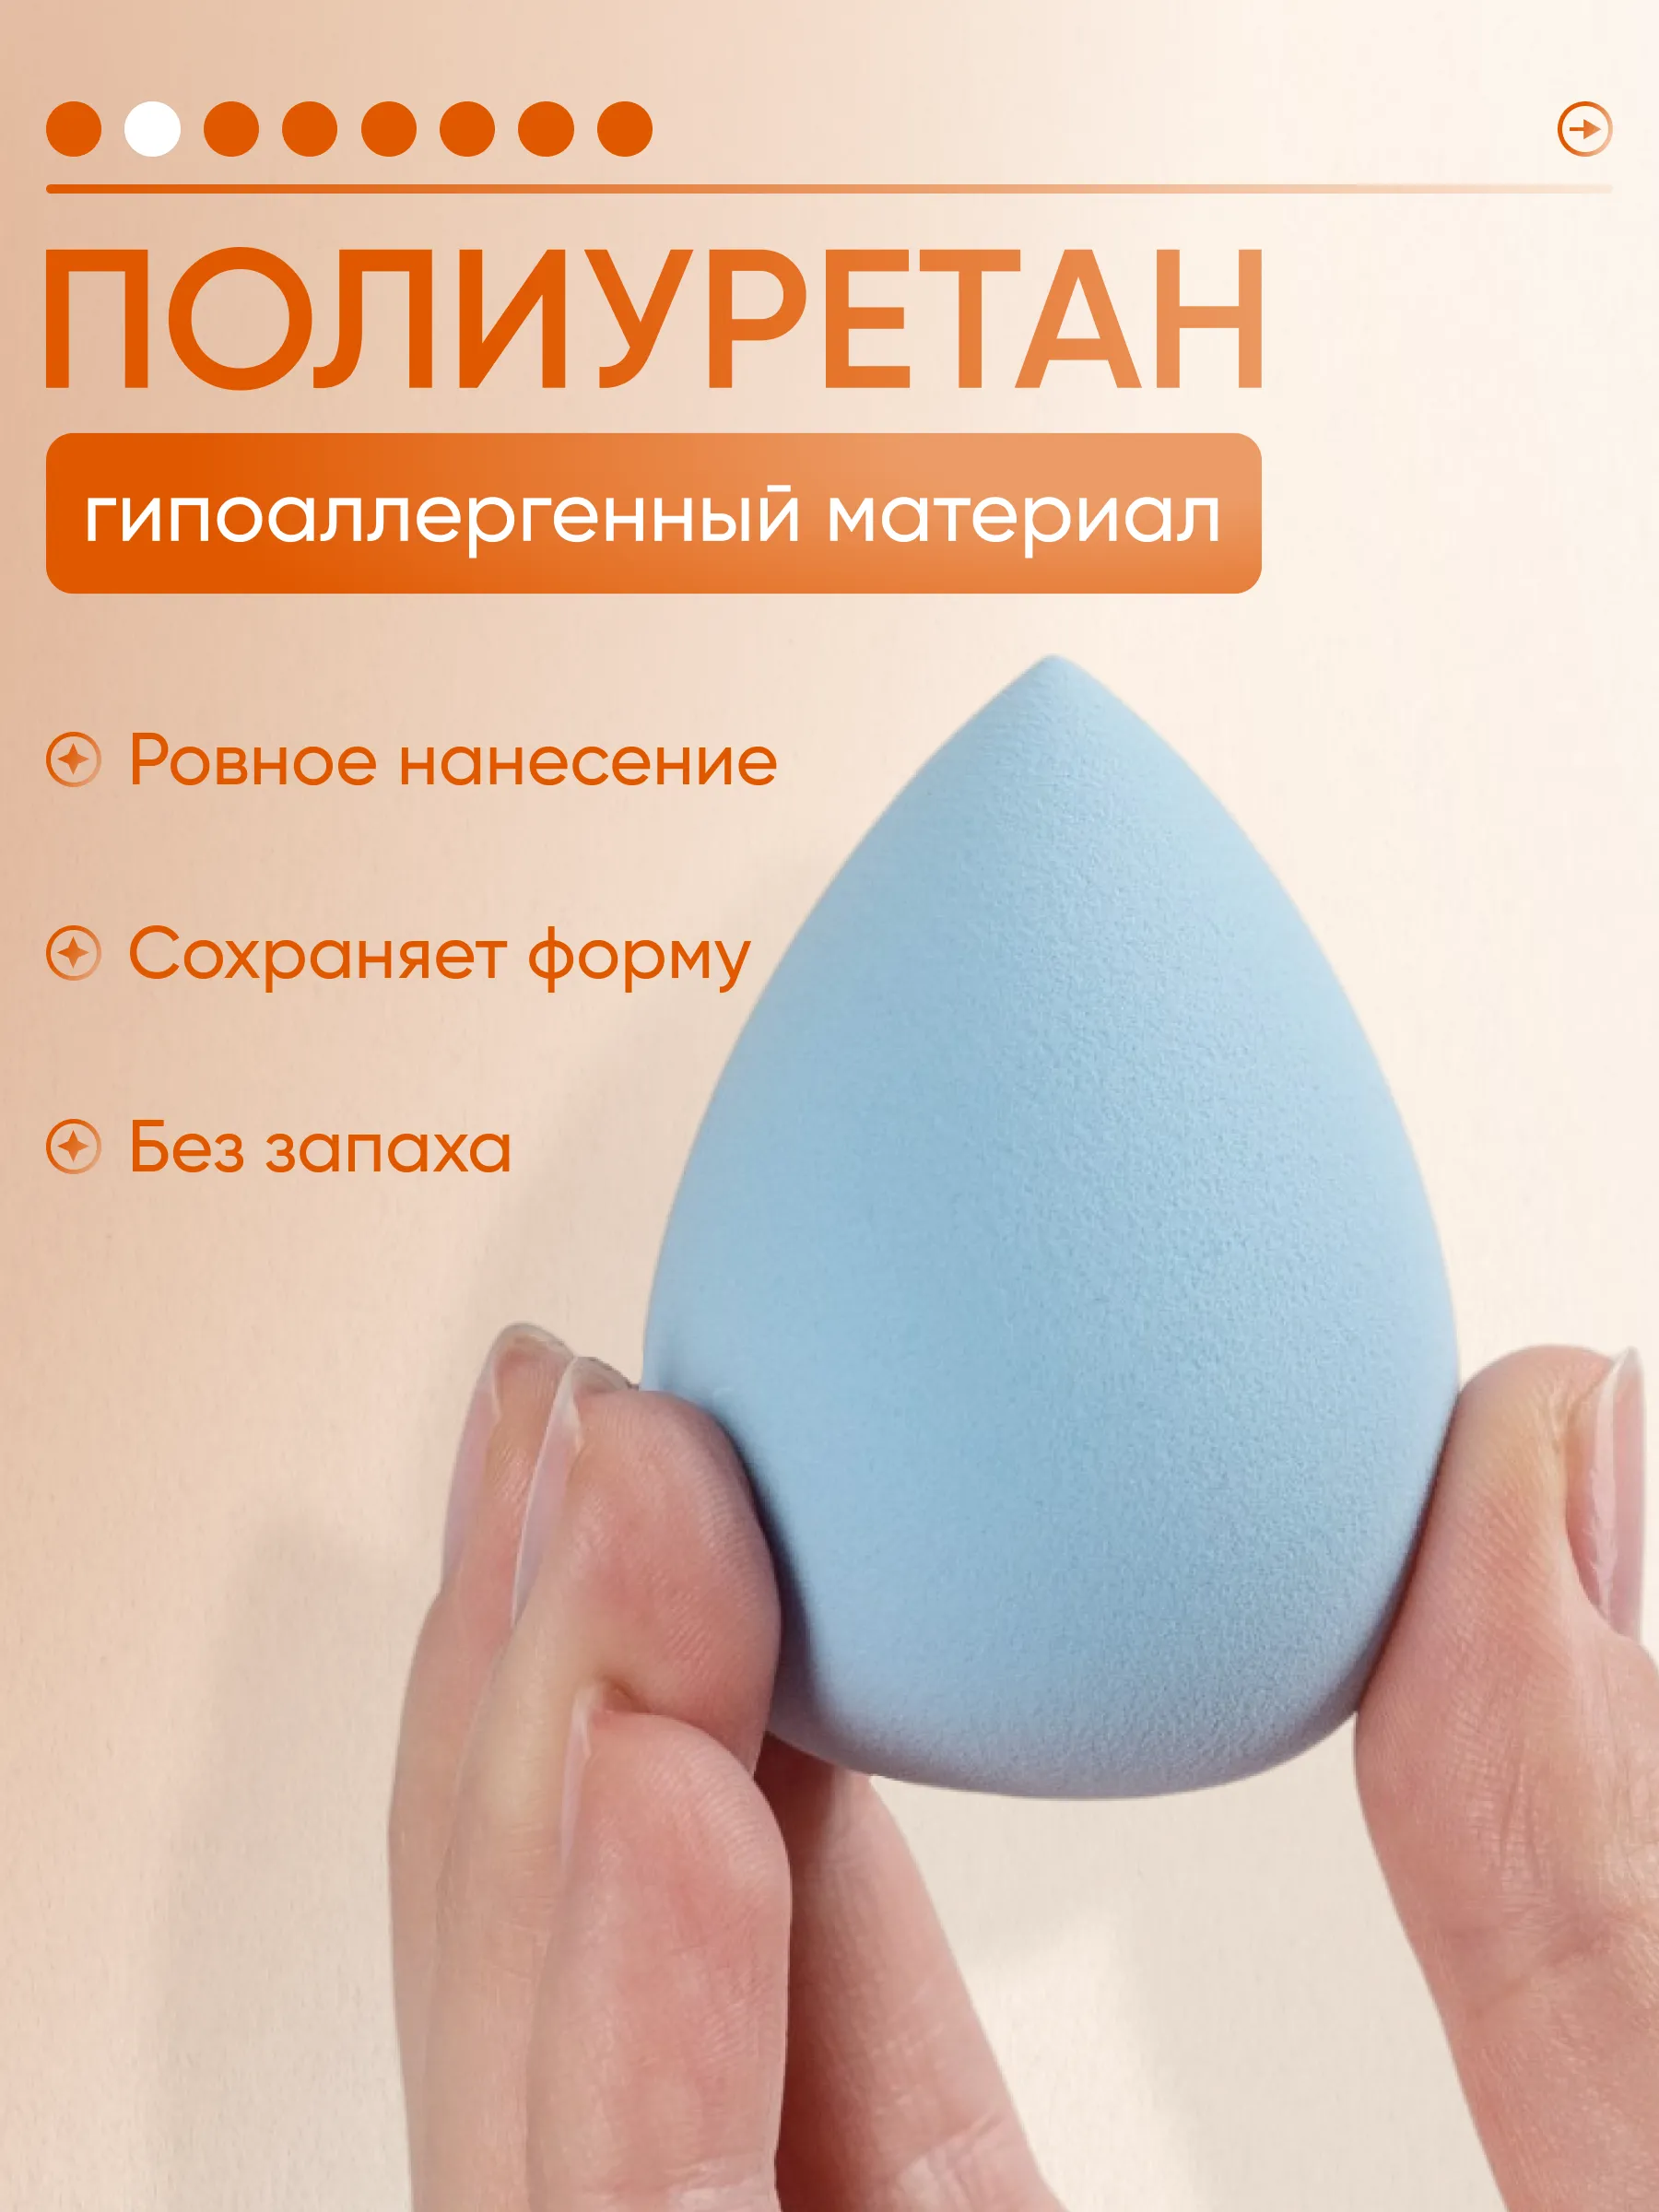 ПОЛИУРЕТАН
гипоаллергенный материал
Ровное нанесение
Сохраняет форму
Без запаха